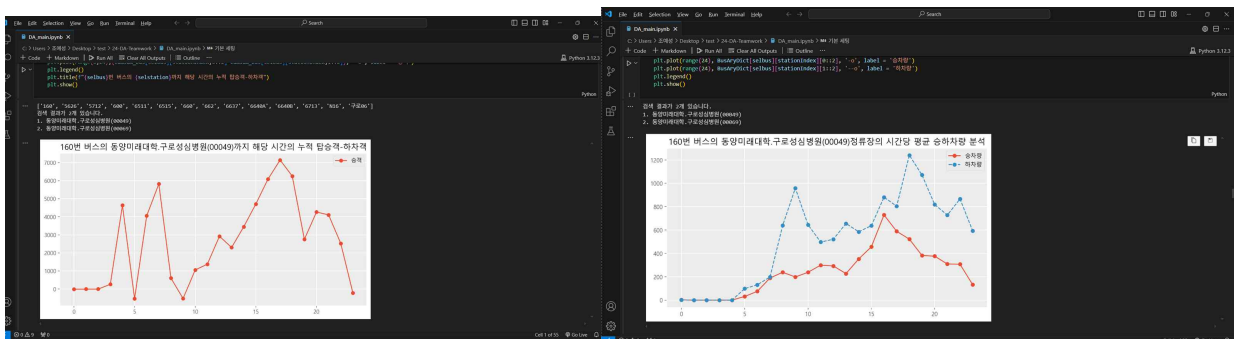 File Edit Selection View Go Run Terminal Help
Search
DA_main.ipynb
C: > Users > 조매성 > Desktop > test > 24-DA-Teamwork > DA_main.ipynb > 기본 세팅
+ Code + Markdown Run All Clear All Outputs Outline ...
Python 3.12.3
plt.legend()
plt.title(f"{selbus}번 버스의 {selstation}까지 해당 시간의 누적 탑승객-하차객")
plt.show()
Python
['160', '5626', '5712', '600', '6511', '6515', '660', '662', '6637', '6640A', '6640B', '6713', 'N16', '구로06']
검색 결과가 2개 있습니다.
1. 동양미래대학.구로성심병원(00049)
2. 동양미래대학.구로성심병원(00069)
160번 버스의 동양미래대학.구로성심병원(00049)까지 해당 시간의 누적 탑승객-하차객
승객
7000
6000
5000
4000
3000
2000
1000
0
0 5 10 15 20
Cell 1 of 55 Go Live
File Edit Selection View Go Run Terminal Help
Search
DA_main.ipynb
C: > Users > 조매성 > Desktop > test > 24-DA-Teamwork > DA_main.ipynb > 기본 세팅
+ Code + Markdown Run All Clear All Outputs Outline ...
Python 3.12.3
plt.plot(range(24), BusAryDict[selbus][stationIndex][0::2], '-o', label = '승차량')
plt.plot(range(24), BusAryDict[selbus][stationIndex][1::2], '--o', label = '하차량')
plt.legend()
plt.show()
Python
검색 결과가 2개 있습니다.
1. 동양미래대학.구로성심병원(00049)
2. 동양미래대학.구로성심병원(00069)
160번 버스의 동양미래대학.구로성심병원(00049)정류장의 시간당 평균 승하차량 분석
승차량
하차량
1200
1000
800
600
400
200
0
0 5 10 15 20